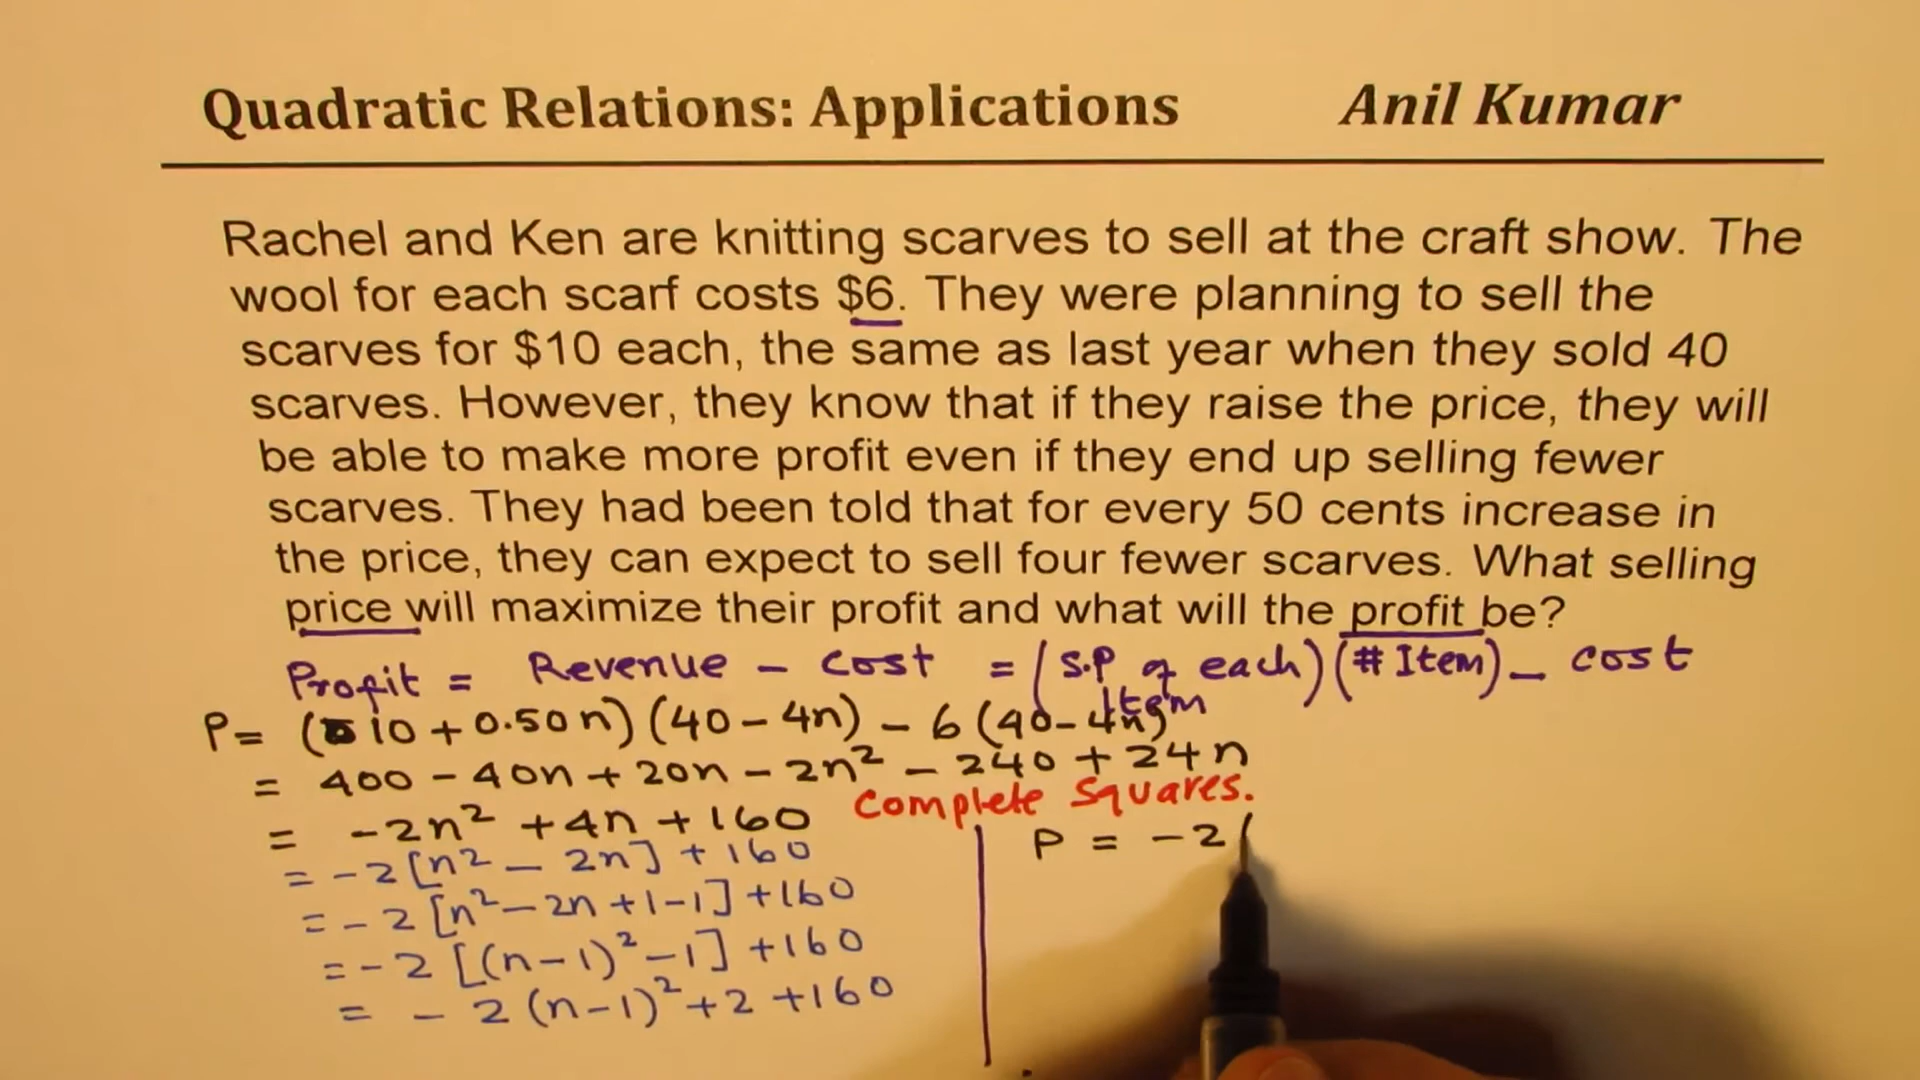 Quadratic Relations: Applications Anil Kumar
Rachel and Ken are knitting scarves to sell at the craft show. The
wool for each scarf costs $6. They were planning to sell the
scarves for $10 each, the same as last year when they sold 40
scarves. However, they know that if they raise the price, they will
be able to make more profit even if they end up selling fewer
scarves. They had been told that for every 50 cents increase in
the price, they can expect to sell four fewer scarves. What selling
price will maximize their profit and what will the profit be?
Profit = Revenue - cost = (S.P of each Item) (# Item) - cost
P = (10 + 0.50n) (40 - 4n) - 6 (40 - 4n)
= 400 - 40n + 20n - 2n² - 240 + 24n
= -2n² + 4n + 160 Complete Squares.
= -2 [n² - 2n] + 160
= -2 [n² - 2n + 1 - 1] + 160
= -2 [(n-1)² - 1] + 160
= -2 (n-1)² + 2 + 160
P = -2 (